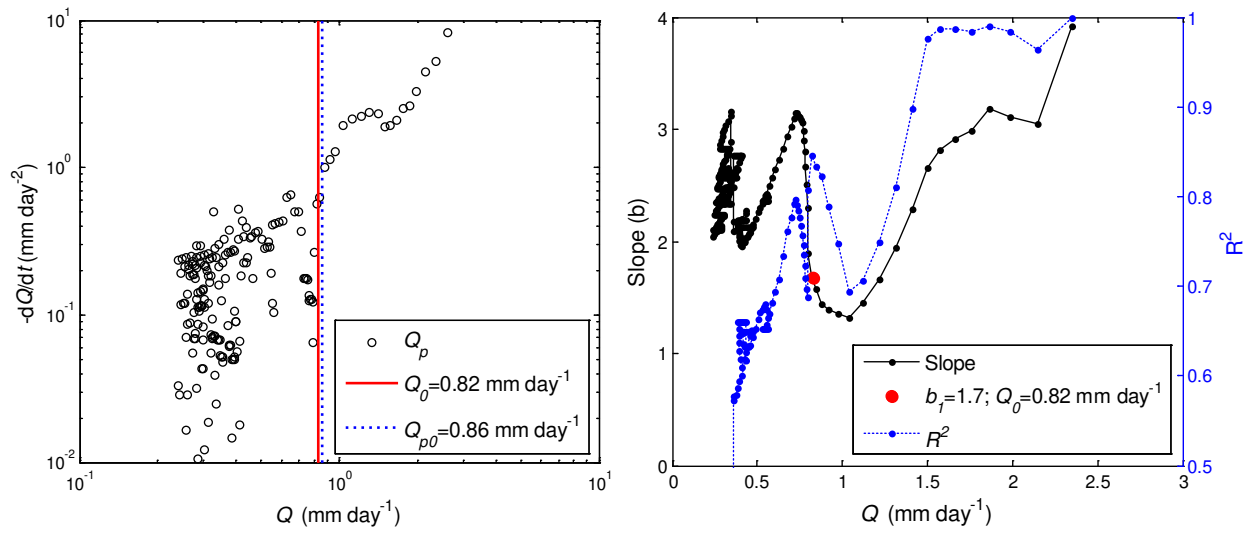 10^1
10^0
10^-1
10^-2
10^-1
10^0
10^1
-dQ/dt (mm day^-2)
Q (mm day^-1)
Q_p
Q_0=0.82 mm day^-1
Q_p0=0.86 mm day^-1
4
3
2
1
0
0
0.5
1
1.5
2
2.5
3
1
0.9
0.8
0.7
0.6
0.5
Slope (b)
R^2
Q (mm day^-1)
Slope
b_1=1.7; Q_0=0.82 mm day^-1
R^2